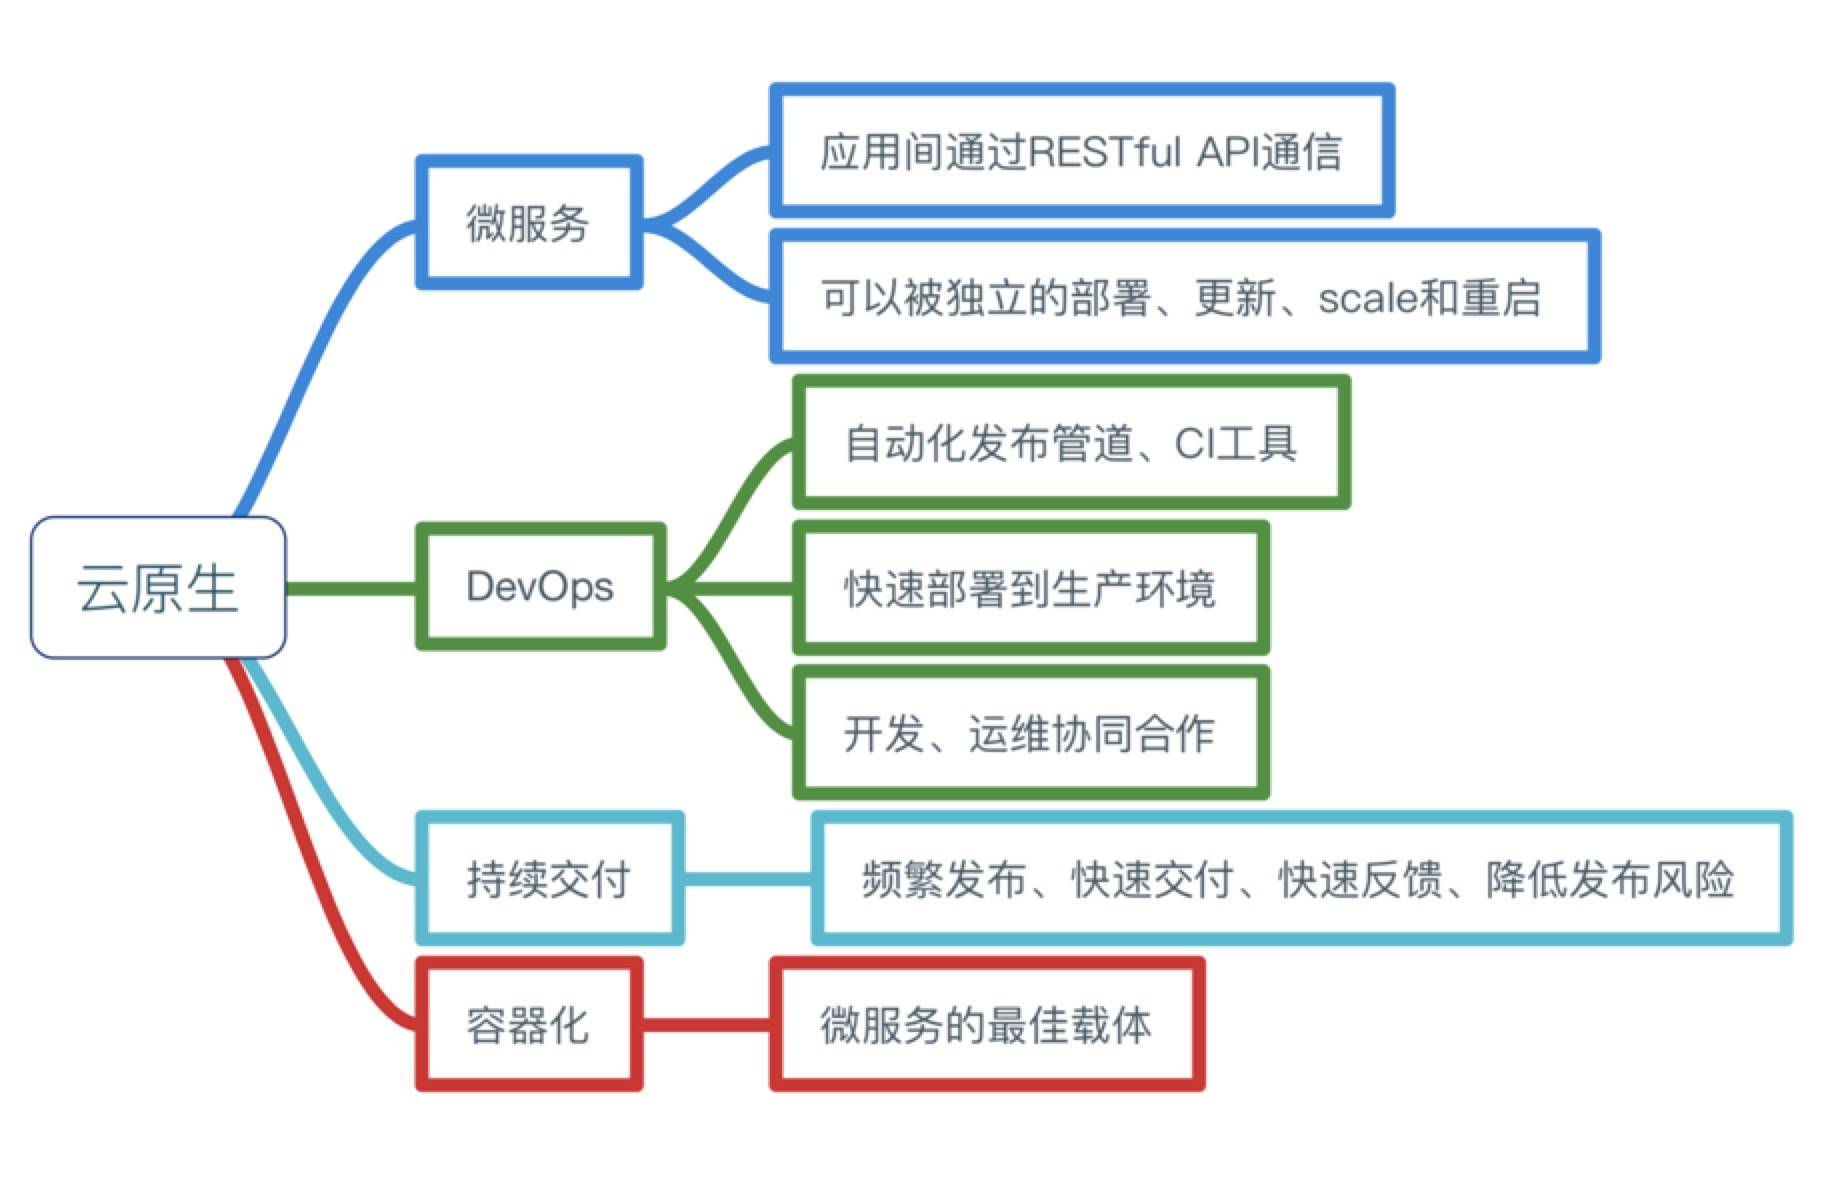 云原生
微服务
应用间通过RESTful API通信
可以被独立的部署、更新、scale和重启
DevOps
自动化发布管道、CI工具
快速部署到生产环境
开发、运维协同合作
持续交付
频繁发布、快速交付、快速反馈、降低发布风险
容器化
微服务的最佳载体